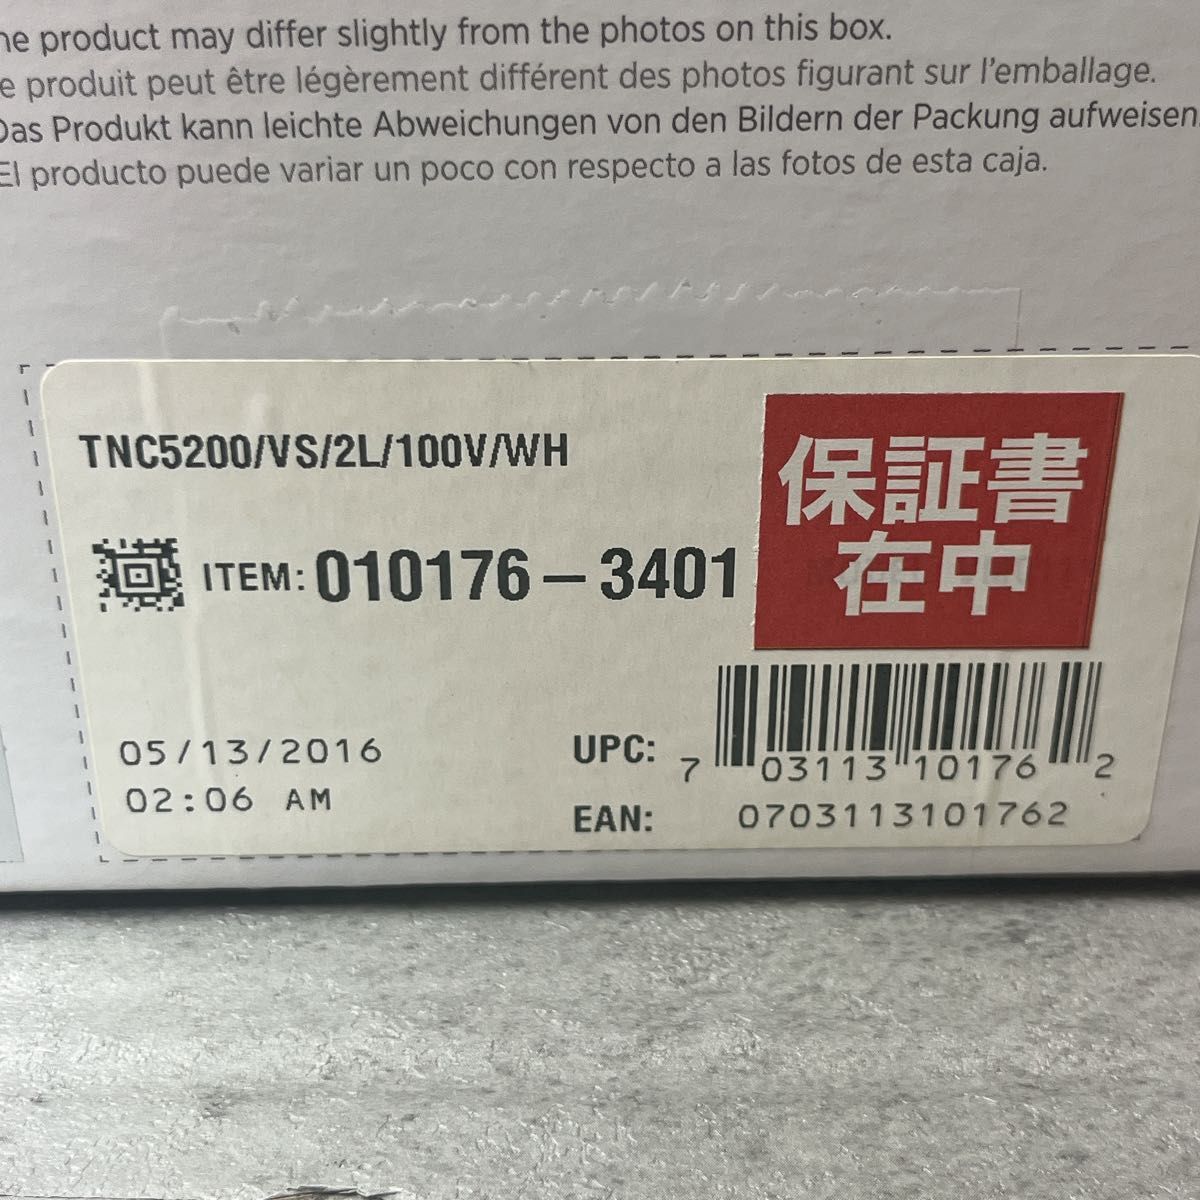 he product may differ slightly from the photos on this box.
e produit peut être légèrement différent des photos figurant sur l'emballage.
Das Produkt kann leichte Abweichungen von den Bildern der Packung aufweisen
El producto puede variar un poco con respecto a las fotos de esta caja.
TNC5200/VS/2L/100V/WH
保証書
在中
ITEM: 010176-3401
05/13/2016
02:06 AM
UPC: 7 03113 10176 2
EAN: 0703113101762